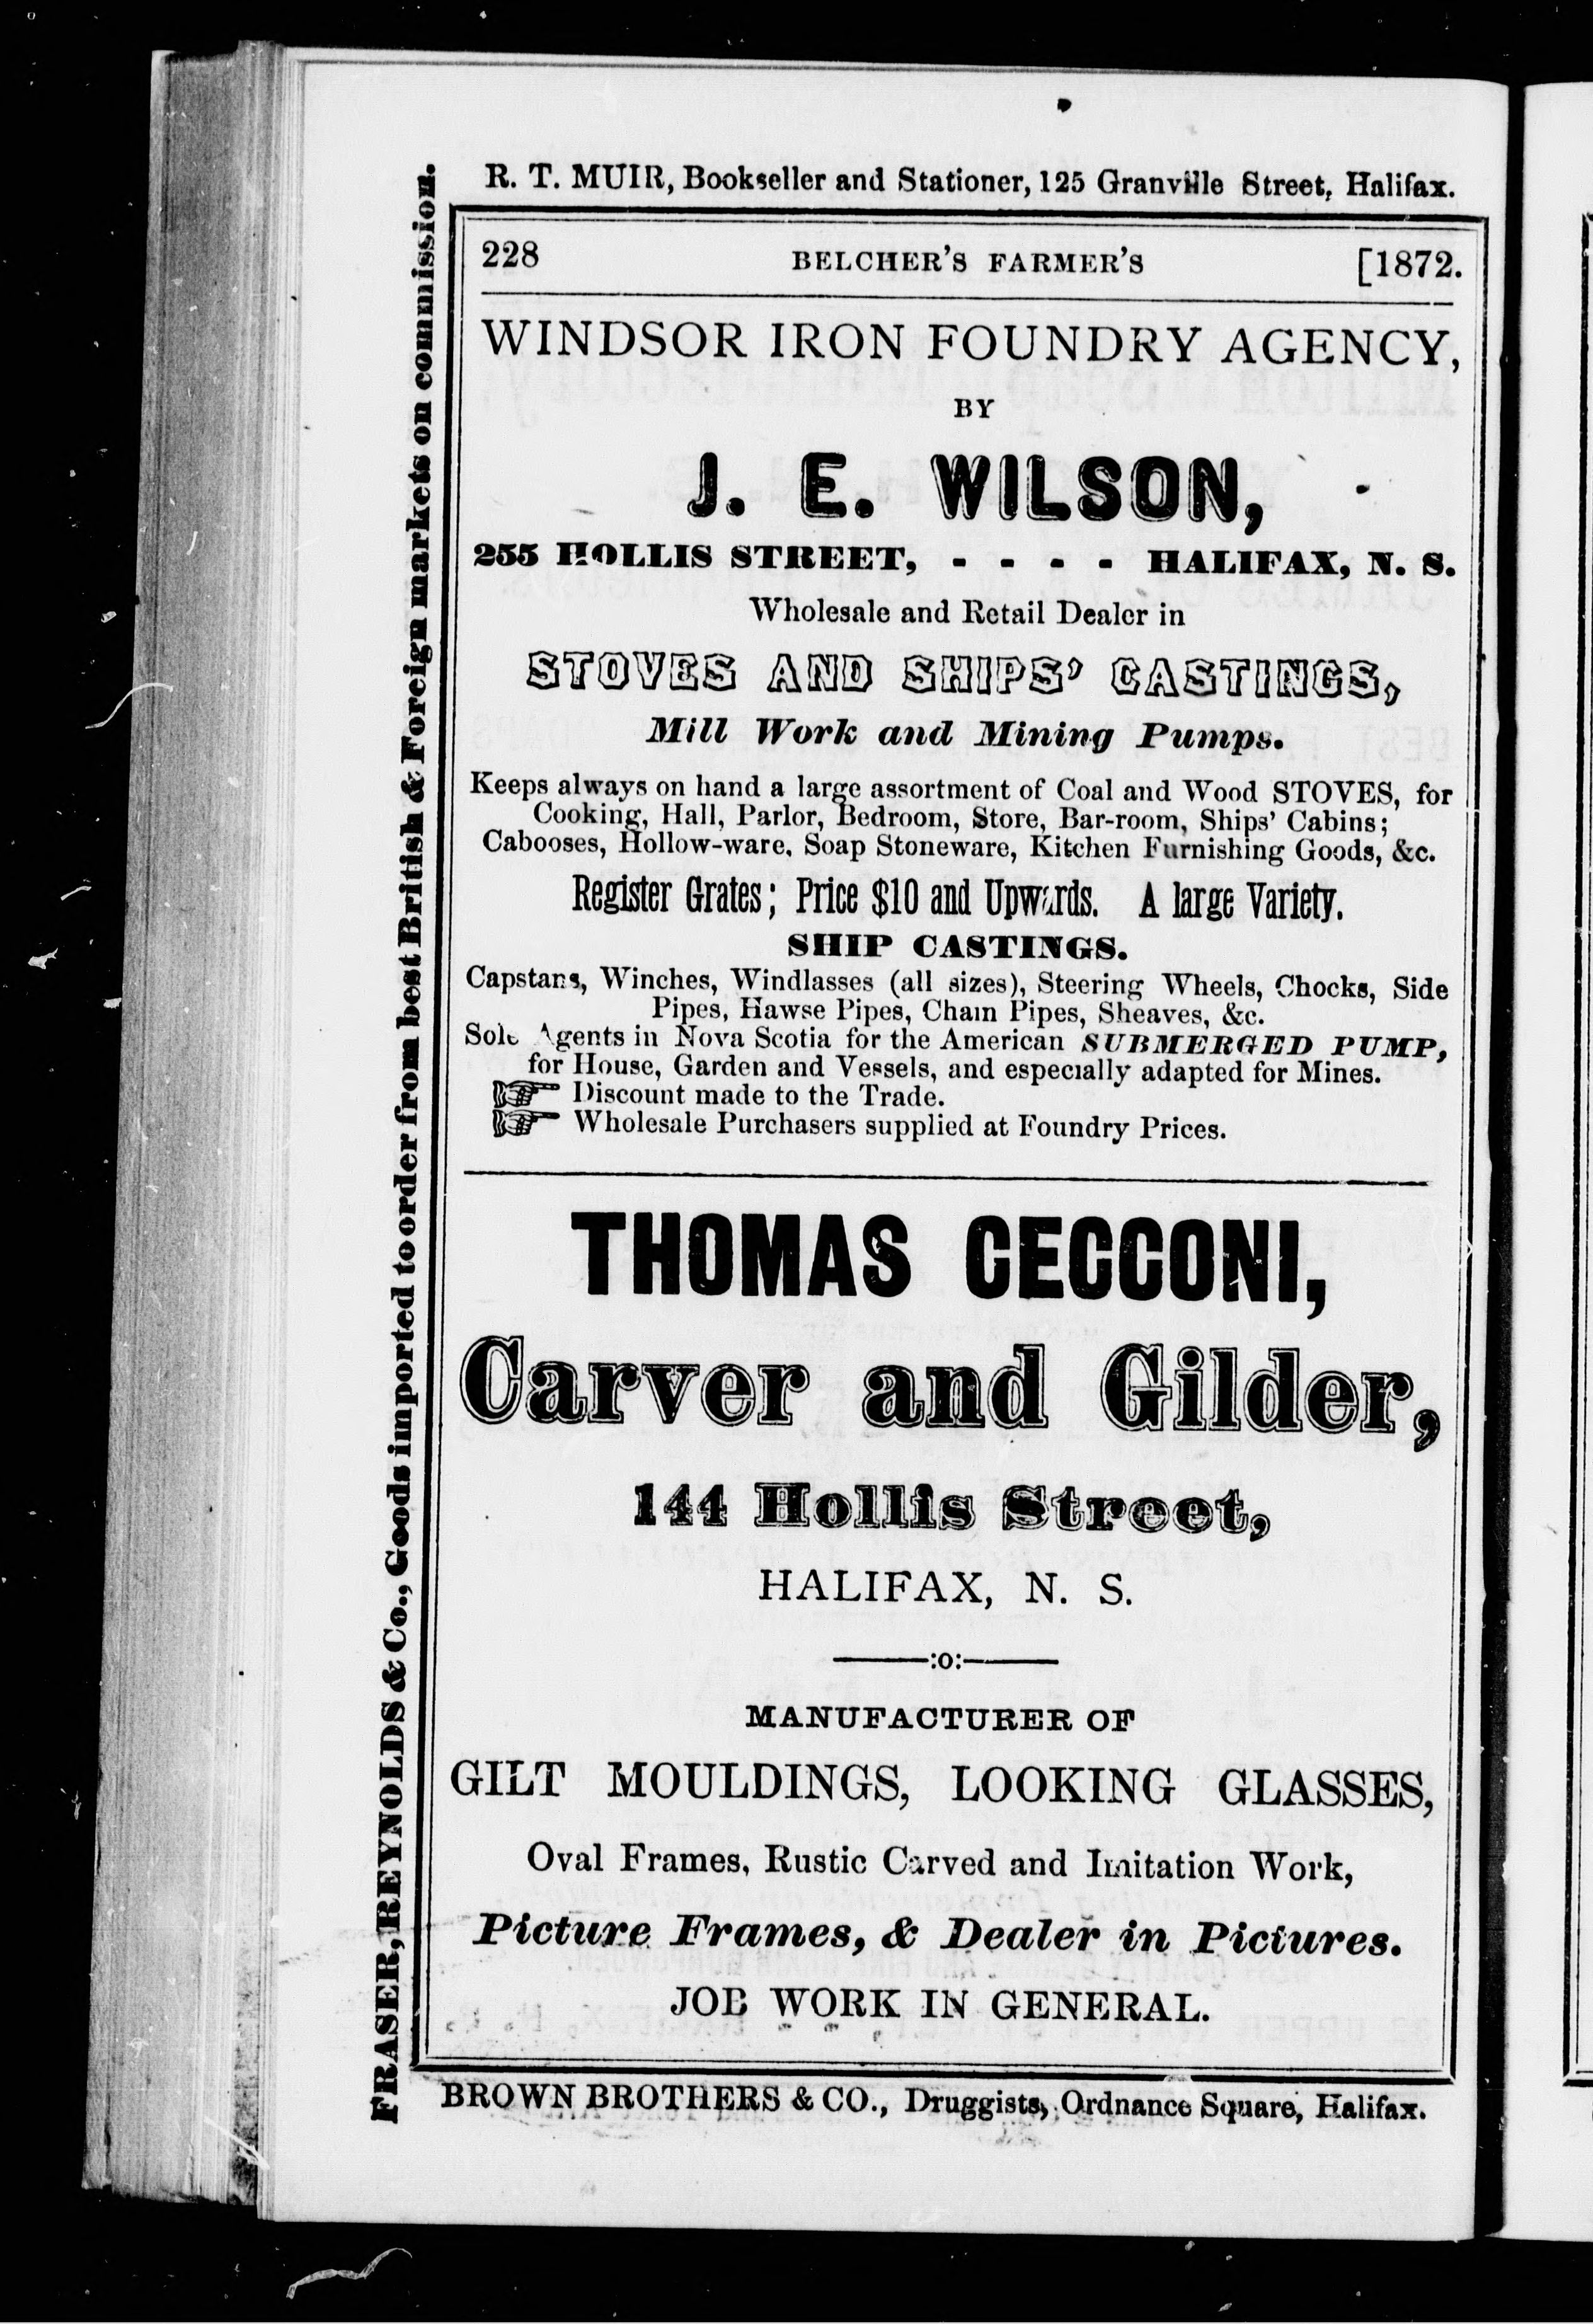 R. T. MUIR, Bookseller and Stationer, 125 Granville Street, Halifax.
228 BELCHER'S FARMER'S [1872.
WINDSOR IRON FOUNDRY AGENCY,
BY
J. E. WILSON,
255 HOLLIS STREET, - - - - HALIFAX, N. S.
Wholesale and Retail Dealer in
STOVES AND SHIPS' CASTINGS,
Mill Work and Mining Pumps.
Keeps always on hand a large assortment of Coal and Wood STOVES, for
Cooking, Hall, Parlor, Bedroom, Store, Bar-room, Ships' Cabins;
Cabooses, Hollow-ware, Soap Stoneware, Kitchen Furnishing Goods, &c.
Register Grates; Price $10 and Upwards. A large Variety.
SHIP CASTINGS.
Capstans, Winches, Windlasses (all sizes), Steering Wheels, Chocks, Side
Pipes, Hawse Pipes, Chain Pipes, Sheaves, &c.
Sole Agents in Nova Scotia for the American SUBMERGED PUMP,
for House, Garden and Vessels, and especially adapted for Mines.
☞ Discount made to the Trade.
☞ Wholesale Purchasers supplied at Foundry Prices.
THOMAS CECCONI,
Carver and Gilder,
144 Hollis Street,
HALIFAX, N. S.
:o:
MANUFACTURER OF
GILT MOULDINGS, LOOKING GLASSES,
Oval Frames, Rustic Carved and Imitation Work,
Picture Frames, & Dealer in Pictures.
JOB WORK IN GENERAL.
BROWN BROTHERS & CO., Druggists, Ordnance Square, Halifax.
FRASER, REYNOLDS & Co., Goods imported to order from best British & Foreign markets on commission.